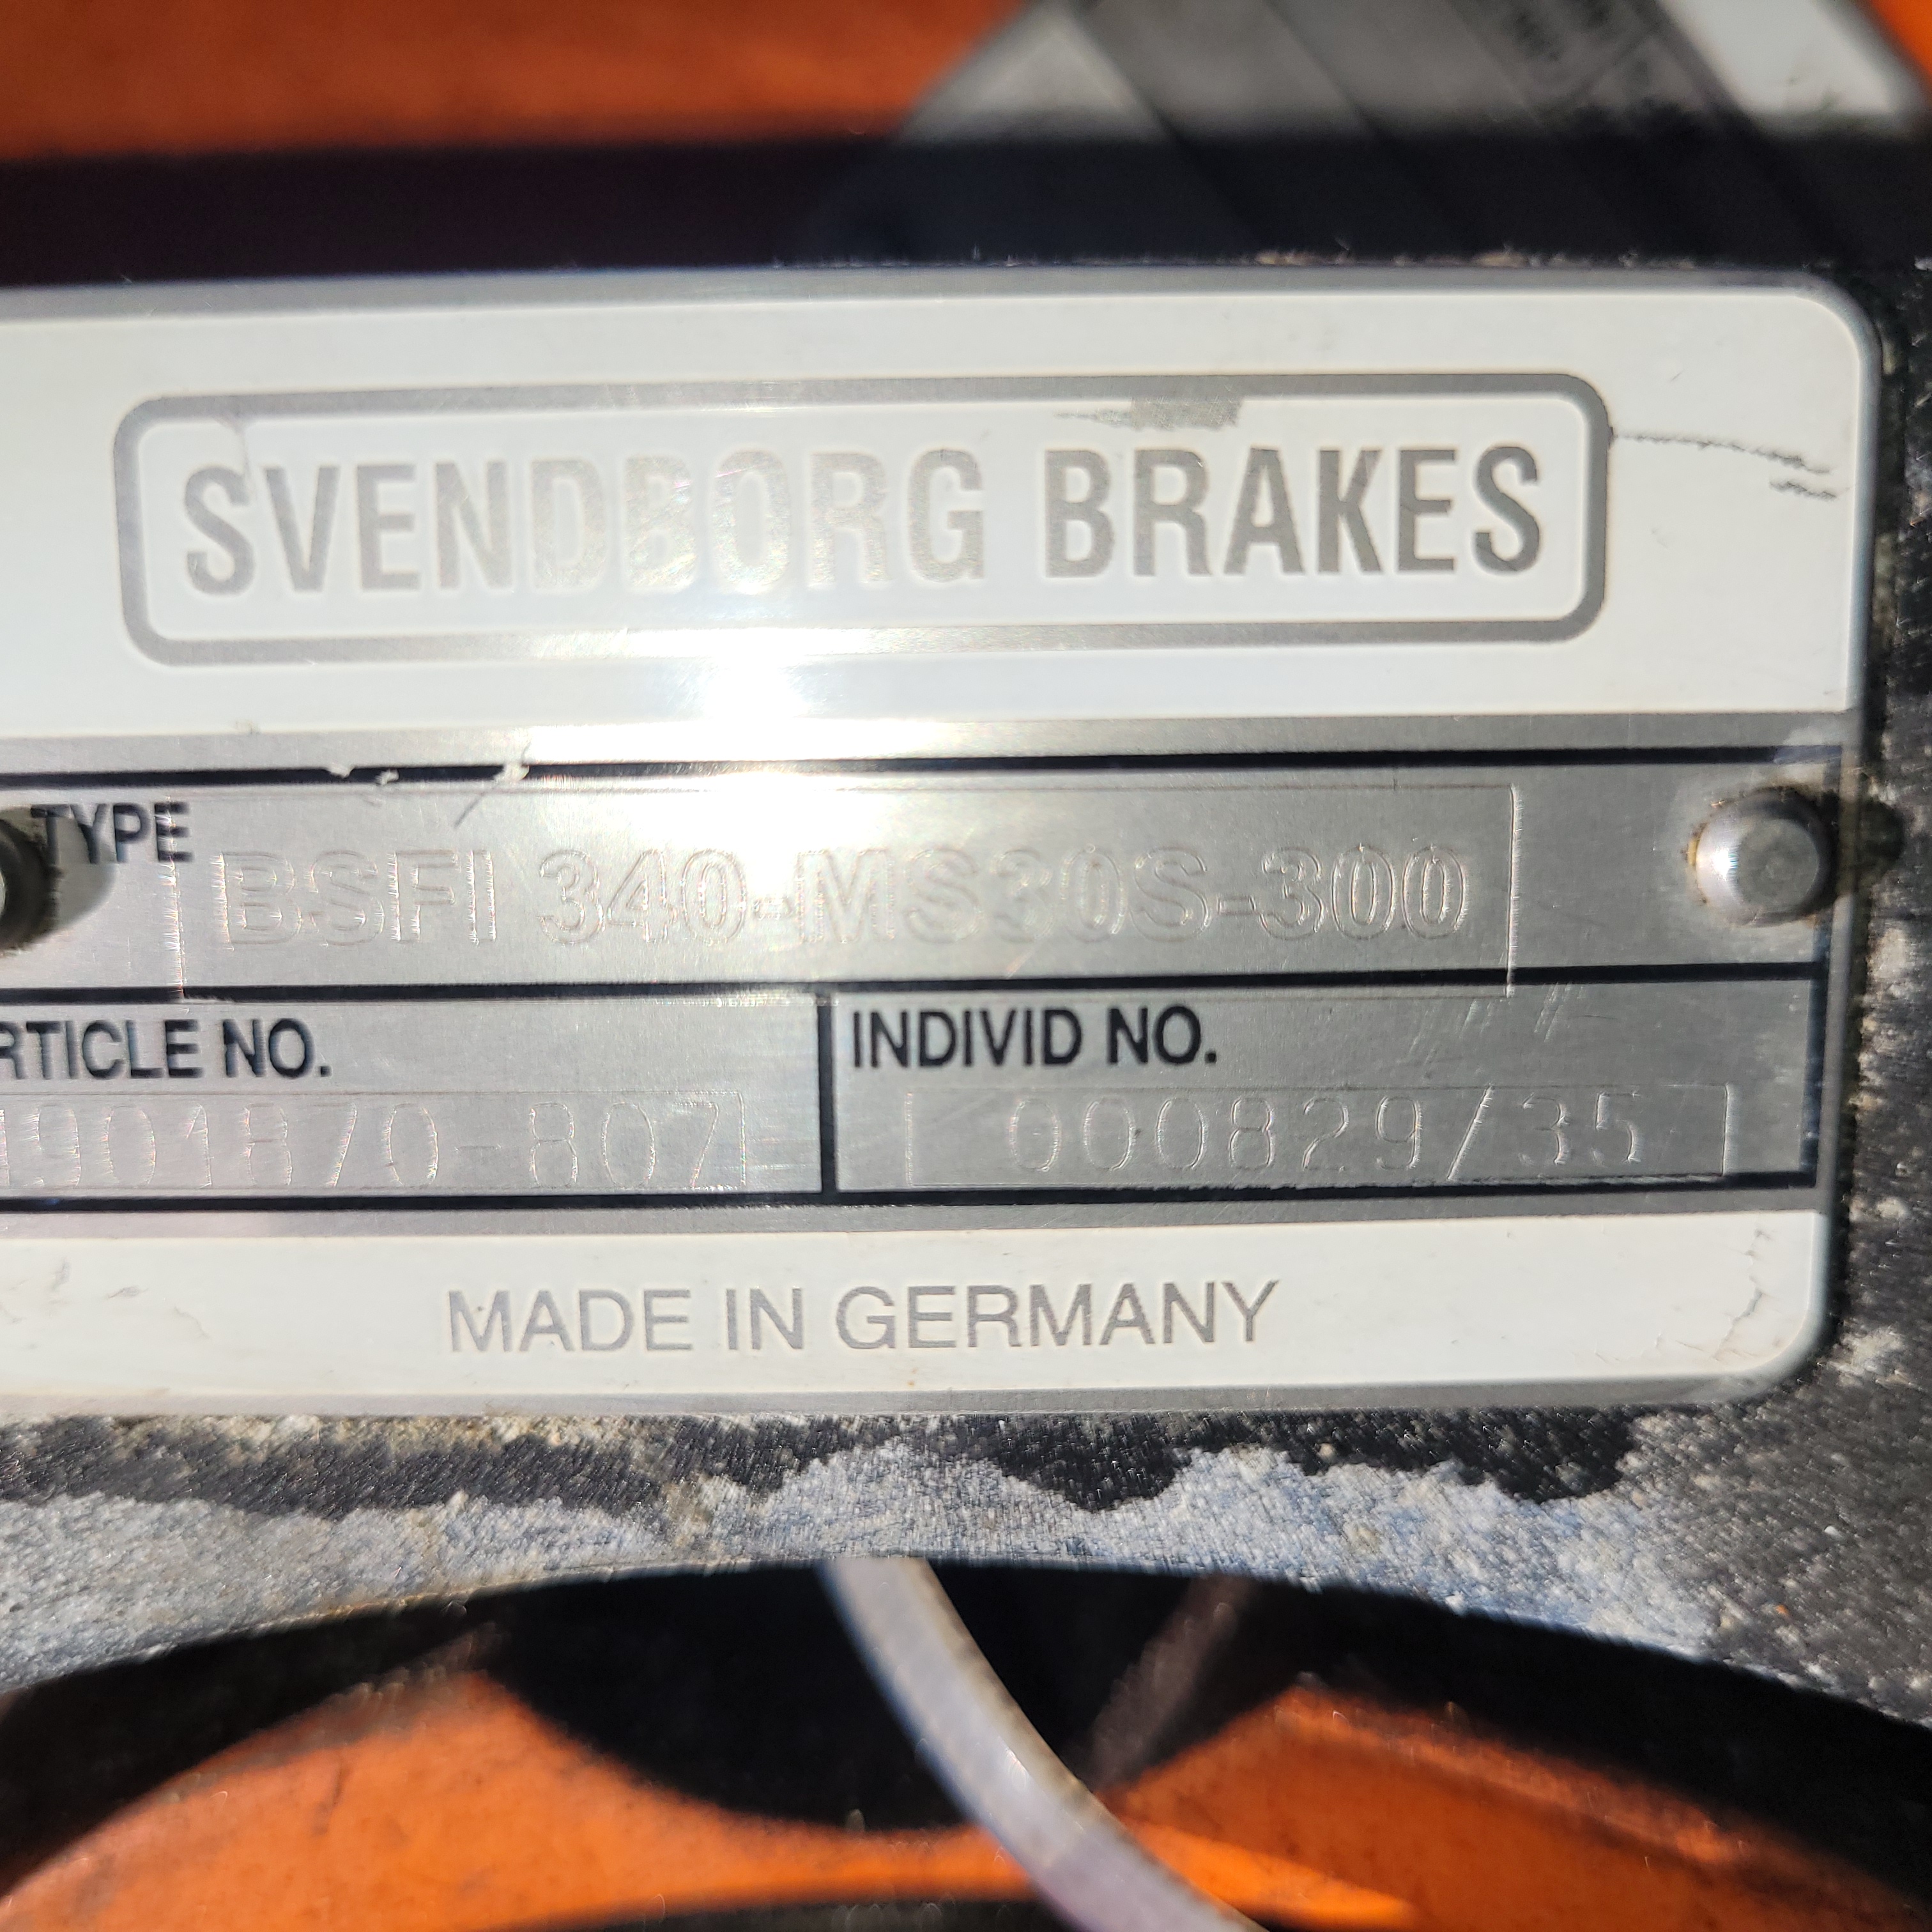 SVENDBORG BRAKES
TYPE
BSFI 340-MS30S-300
RTICLE NO. INDIVID NO.
901870-807 000829/35
MADE IN GERMANY